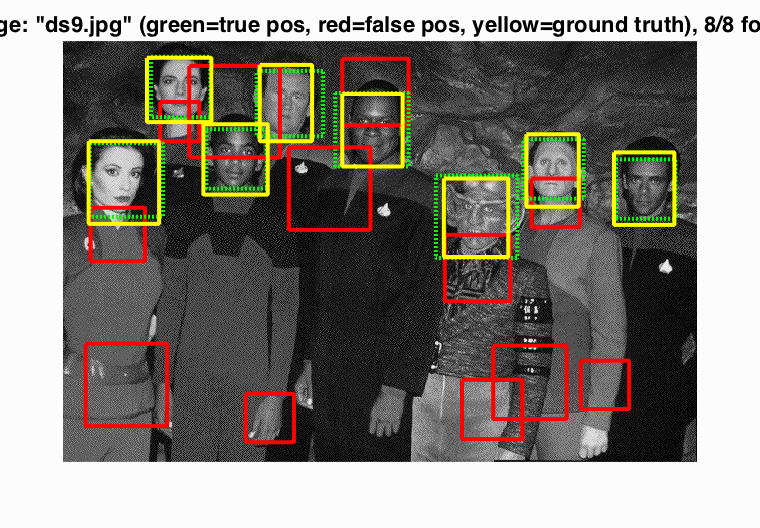 ge: "ds9.jpg" (green=true pos, red=false pos, yellow=ground truth), 8/8 fo